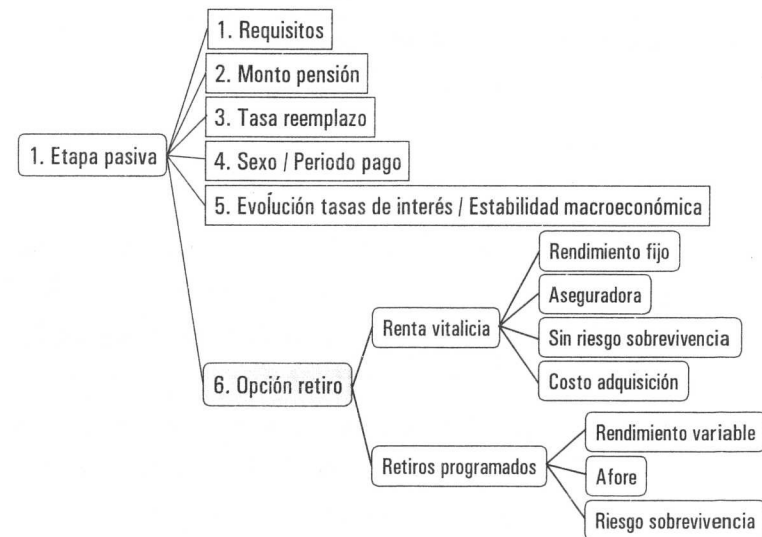 1. Requisitos
2. Monto pensión
3. Tasa reemplazo
1. Etapa pasiva
4. Sexo / Periodo pago
5. Evolución tasas de interés / Estabilidad macroeconómica
Rendimiento fijo
Aseguradora
Renta vitalicia
Sin riesgo sobrevivencia
6. Opción retiro
Costo adquisición
Rendimiento variable
Retiros programados
Afore
Riesgo sobrevivencia